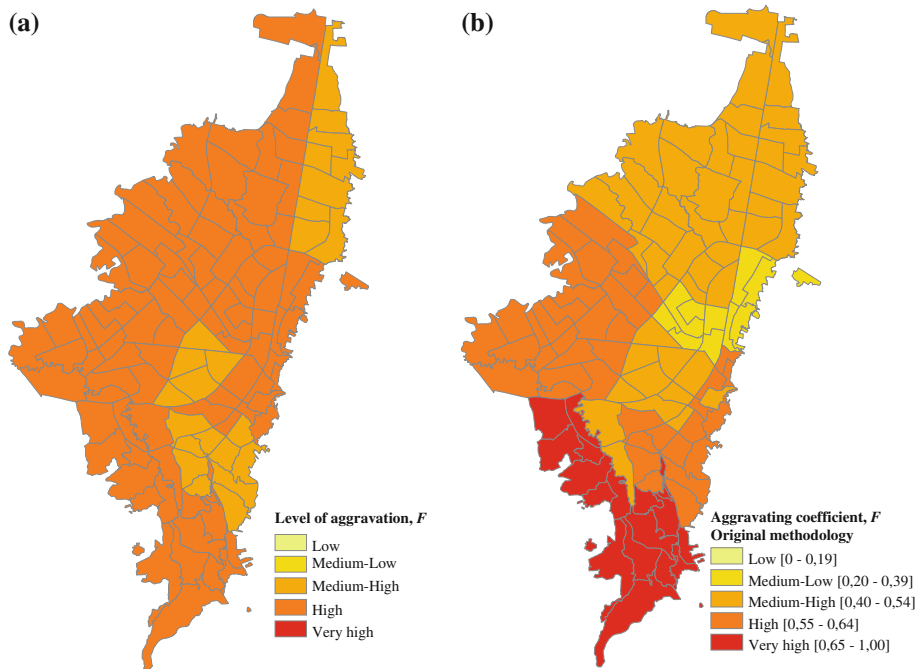 (a)
Level of aggravation, F
Low
Medium-Low
Medium-High
High
Very high
(b)
Aggravating coefficient, F
Original methodology
Low [0 - 0,19]
Medium-Low [0,20 - 0,39]
Medium-High [0,40 - 0,54]
High [0,55 - 0,64]
Very high [0,65 - 1,00]